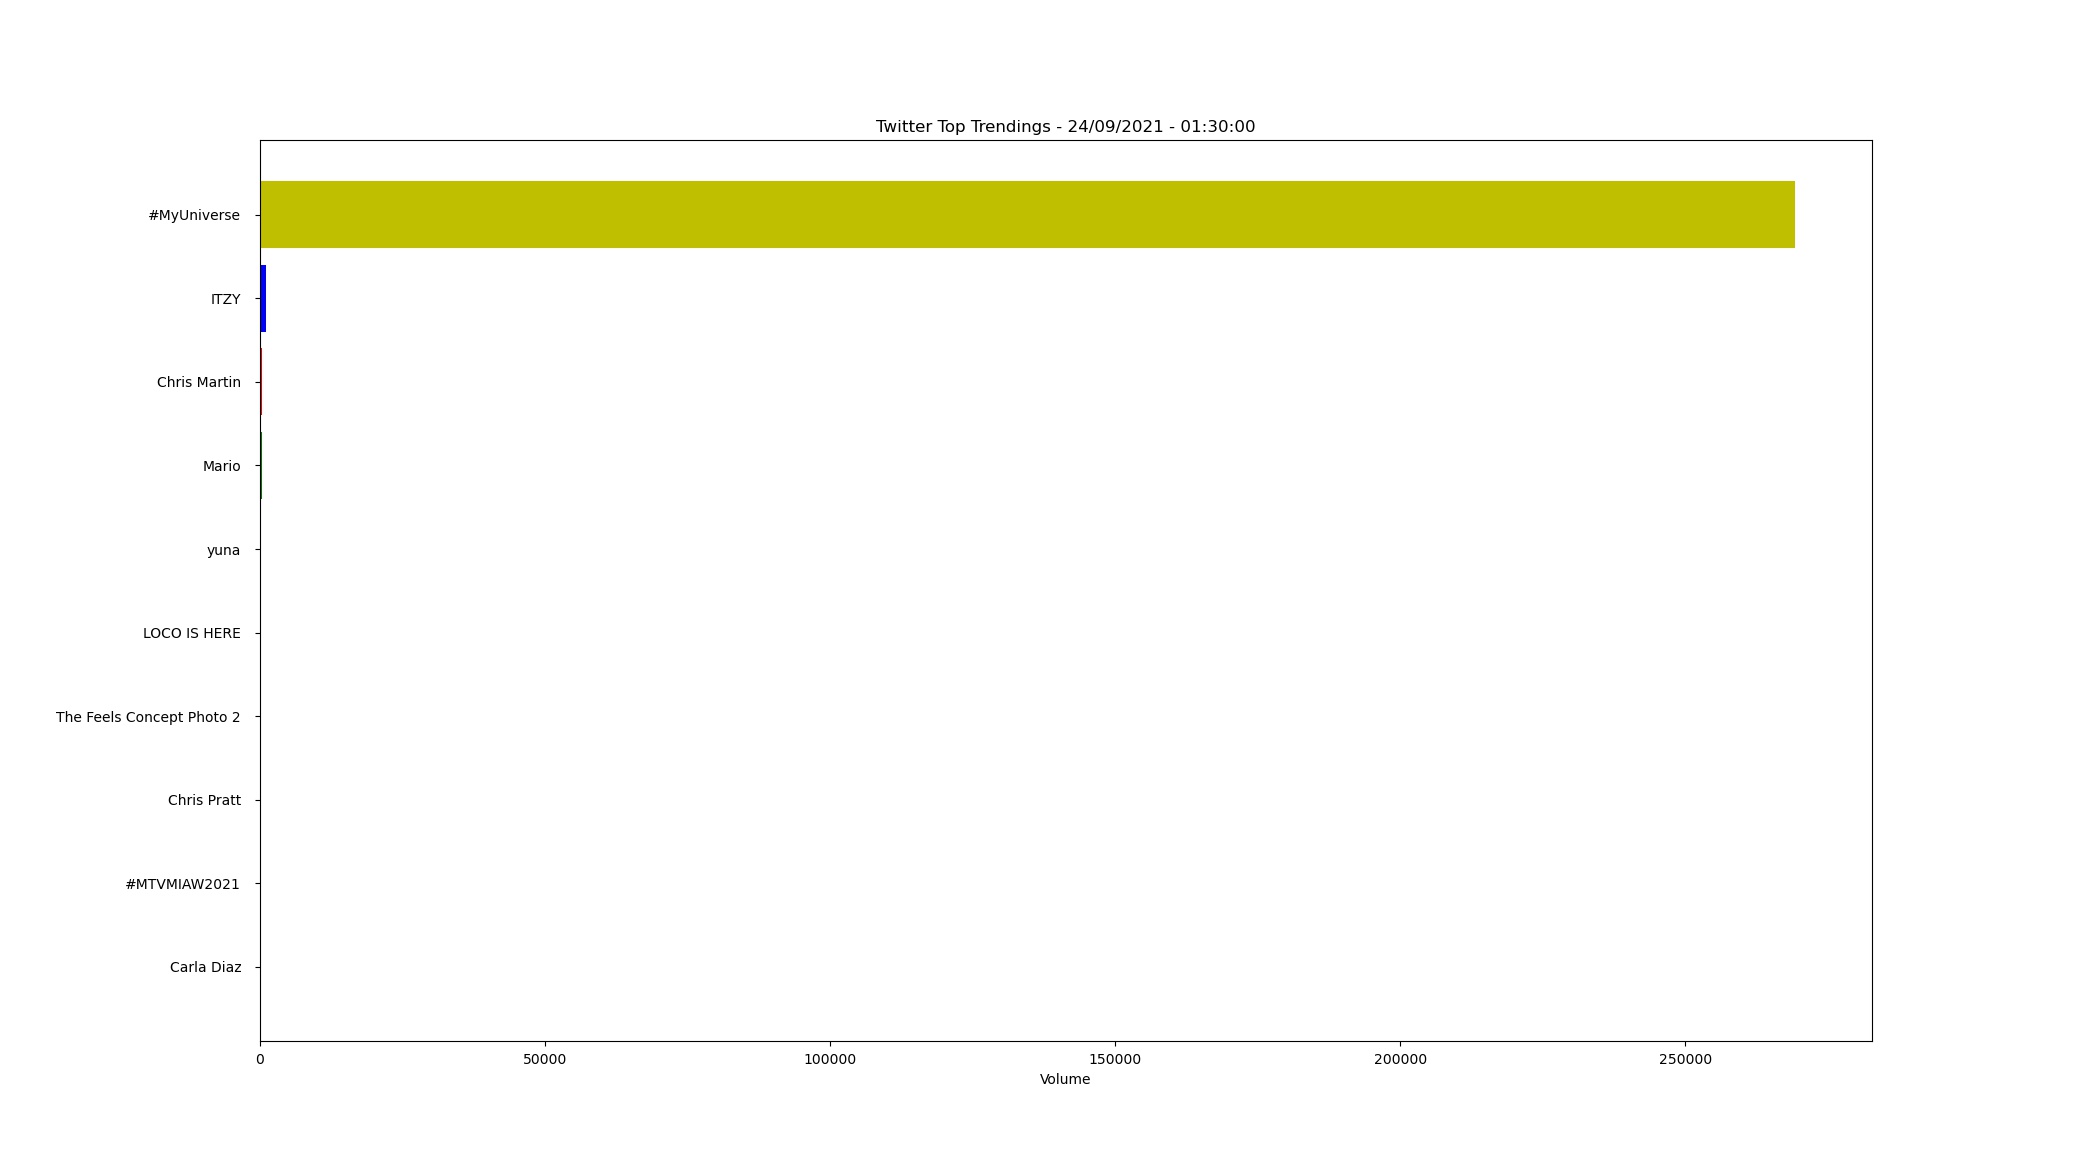 Twitter Top Trendings - 24/09/2021 - 01:30:00
#MyUniverse
ITZY
Chris Martin
Mario
yuna
LOCO IS HERE
The Feels Concept Photo 2
Chris Pratt
#MTVMIAW2021
Carla Diaz
0 50000 100000 150000 200000 250000
Volume